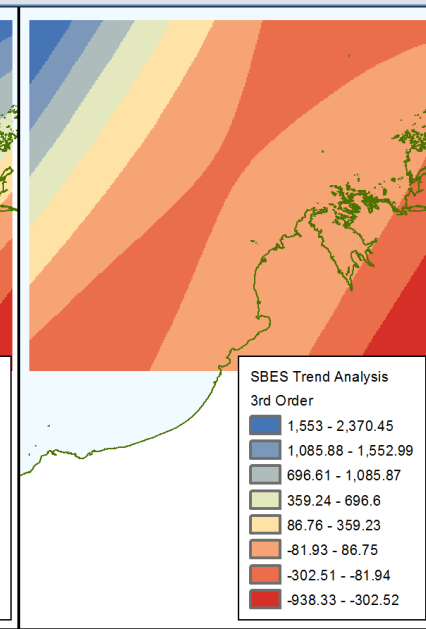 SBES Trend Analysis
3rd Order
1,553 - 2,370.45
1,085.88 - 1,552.99
696.61 - 1,085.87
359.24 - 696.6
86.76 - 359.23
-81.93 - 86.75
-302.51 - -81.94
-938.33 - -302.52